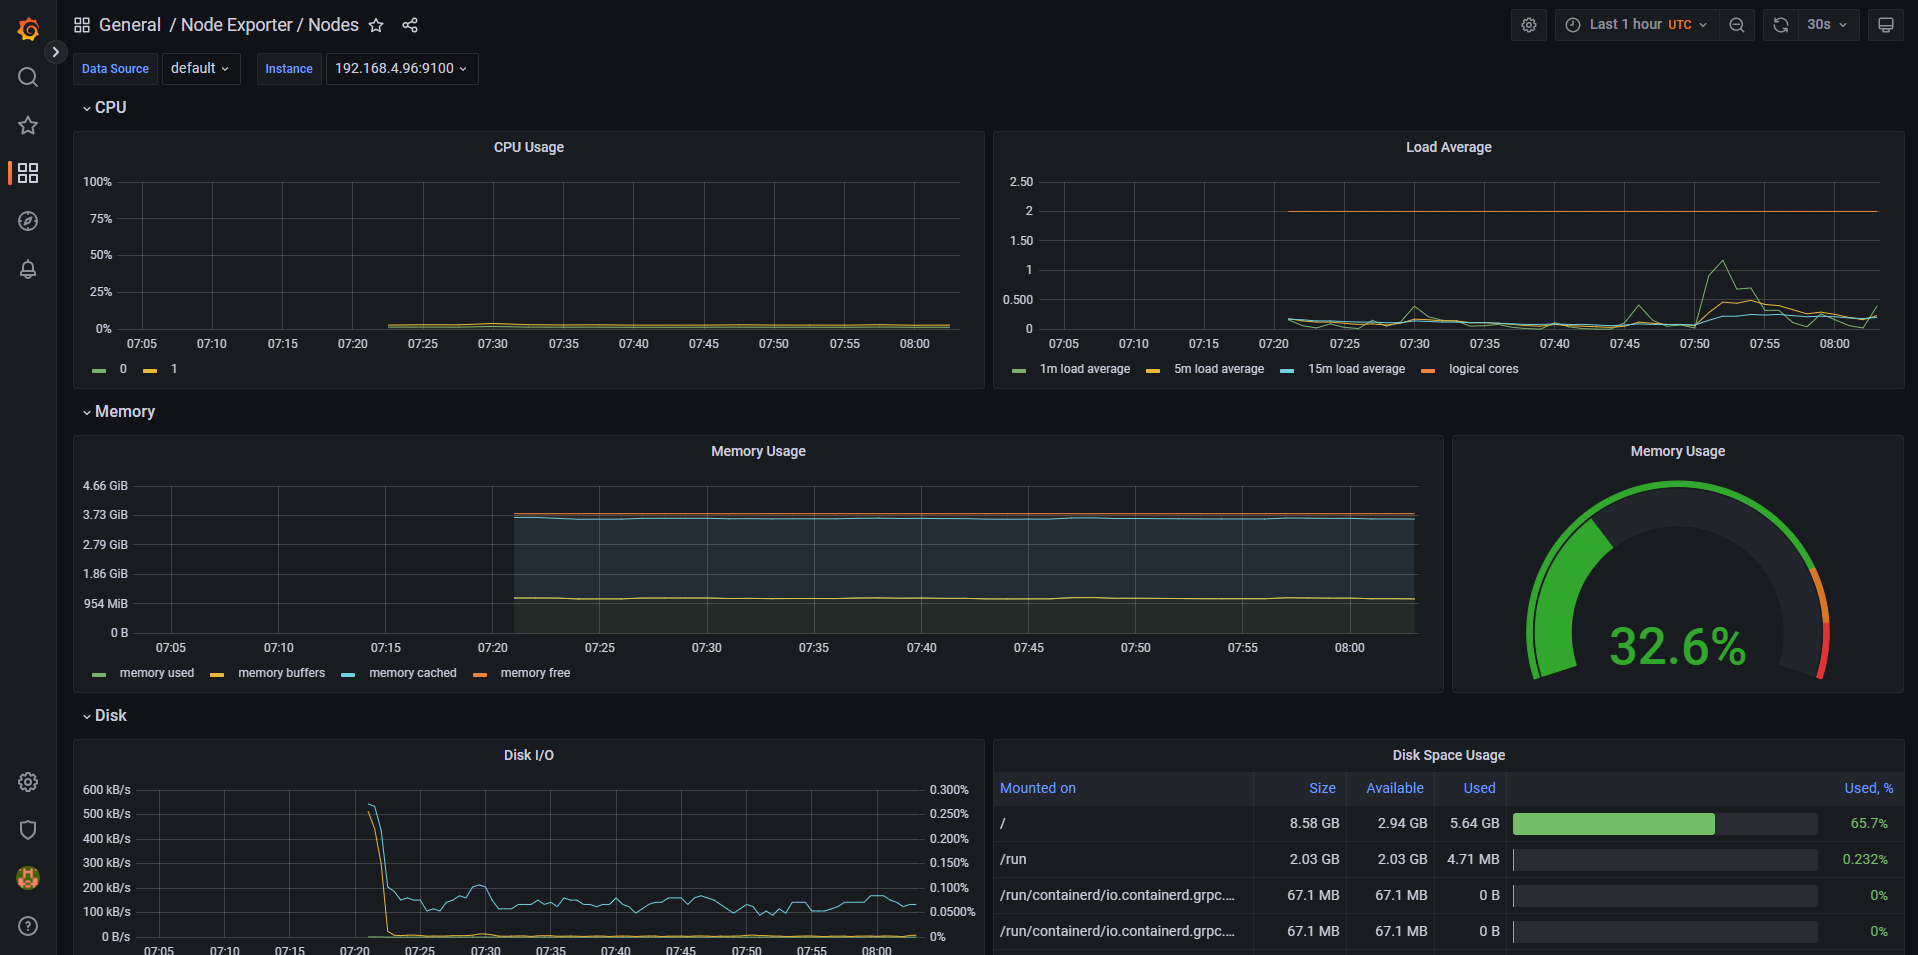 General / Node Exporter / Nodes
Last 1 hour UTC
30s
Data Source default Instance 192.168.4.96:9100
CPU
CPU Usage
100%
75%
50%
25%
0%
07:05 07:10 07:15 07:20 07:25 07:30 07:35 07:40 07:45 07:50 07:55 08:00
0 1
Load Average
2.50
2
1.50
1
0.500
0
07:05 07:10 07:15 07:20 07:25 07:30 07:35 07:40 07:45 07:50 07:55 08:00
1m load average 5m load average 15m load average logical cores
Memory
Memory Usage
4.66 GiB
3.73 GiB
2.79 GiB
1.86 GiB
954 MiB
0 B
07:05 07:10 07:15 07:20 07:25 07:30 07:35 07:40 07:45 07:50 07:55 08:00
memory used memory buffers memory cached memory free
Memory Usage
32.6%
Disk
Disk I/O
600 kB/s
500 kB/s
400 kB/s
300 kB/s
200 kB/s
100 kB/s
0 B/s
0.300%
0.250%
0.200%
0.150%
0.100%
0.0500%
0%
07:05 07:10 07:15 07:20 07:25 07:30 07:35 07:40 07:45 07:50 07:55 08:00
Disk Space Usage
Mounted on Size Available Used Used, %
/ 8.58 GB 2.94 GB 5.64 GB 65.7%
/run 2.03 GB 2.03 GB 4.71 MB 0.232%
/run/containerd/io.containerd.grpc.... 67.1 MB 67.1 MB 0 B 0%
/run/containerd/io.containerd.grpc.... 67.1 MB 67.1 MB 0 B 0%